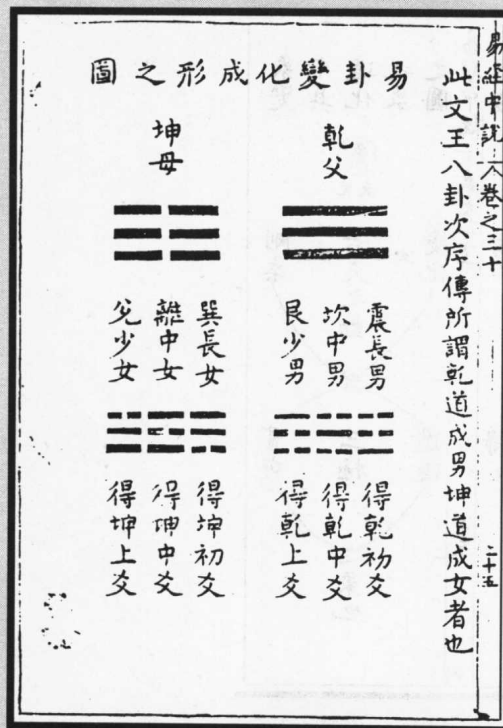 易經中說 卷之三十
二十五
此文王八卦次序傳所謂乾道成男坤道成女者也
易卦變化成形之圖
乾父
坤母
震長男
坎中男
艮少男
巽長女
離中女
兌少女
得乾初爻
得乾中爻
得乾上爻
得坤初爻
得坤中爻
得坤上爻